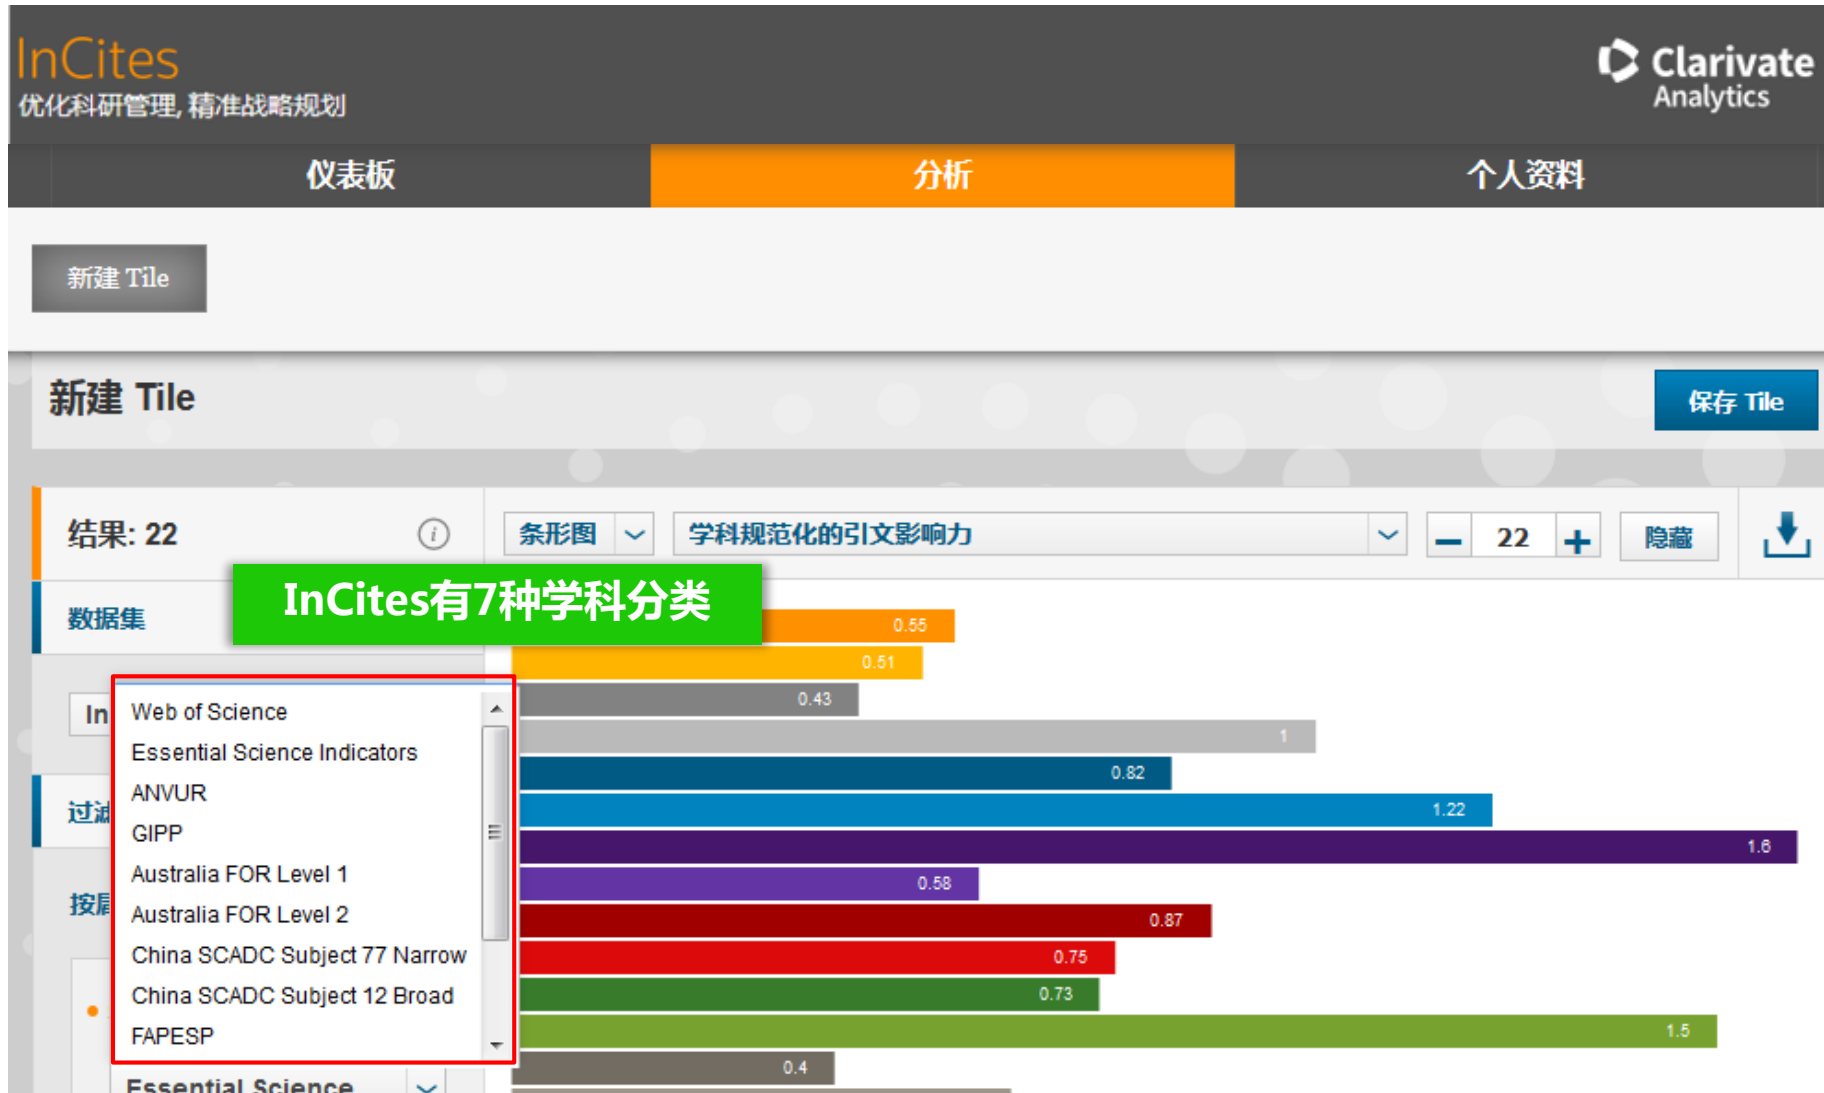 InCites
优化科研管理, 精准战略规划
Clarivate
Analytics
仪表板
分析
个人资料
新建 Tile
新建 Tile
保存 Tile
结果: 22
条形图
学科规范化的引文影响力
22
隐藏
InCites有7种学科分类
数据集
0.55
0.51
0.43
1
0.82
1.22
1.6
0.58
0.87
0.75
0.73
1.5
0.4
In
过滤
按
Web of Science
Essential Science Indicators
ANVUR
GIPP
Australia FOR Level 1
Australia FOR Level 2
China SCADC Subject 77 Narrow
China SCADC Subject 12 Broad
FAPESP
Essential Science